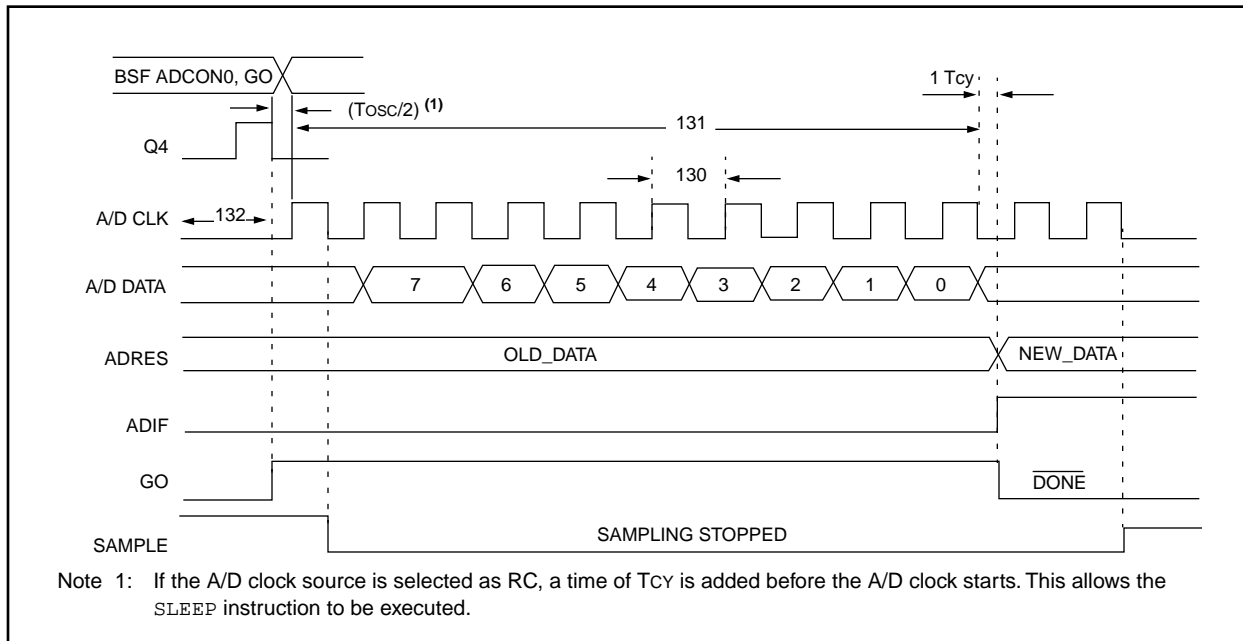 BSF ADCON0, GO
1 Tcy
(TOSC/2) (1)
131
Q4
130
A/D CLK
132
A/D DATA
7 6 5 4 3 2 1 0
ADRES
OLD_DATA
NEW_DATA
ADIF
GO
DONE
SAMPLE
SAMPLING STOPPED
Note 1: If the A/D clock source is selected as RC, a time of TCY is added before the A/D clock starts. This allows the
SLEEP instruction to be executed.